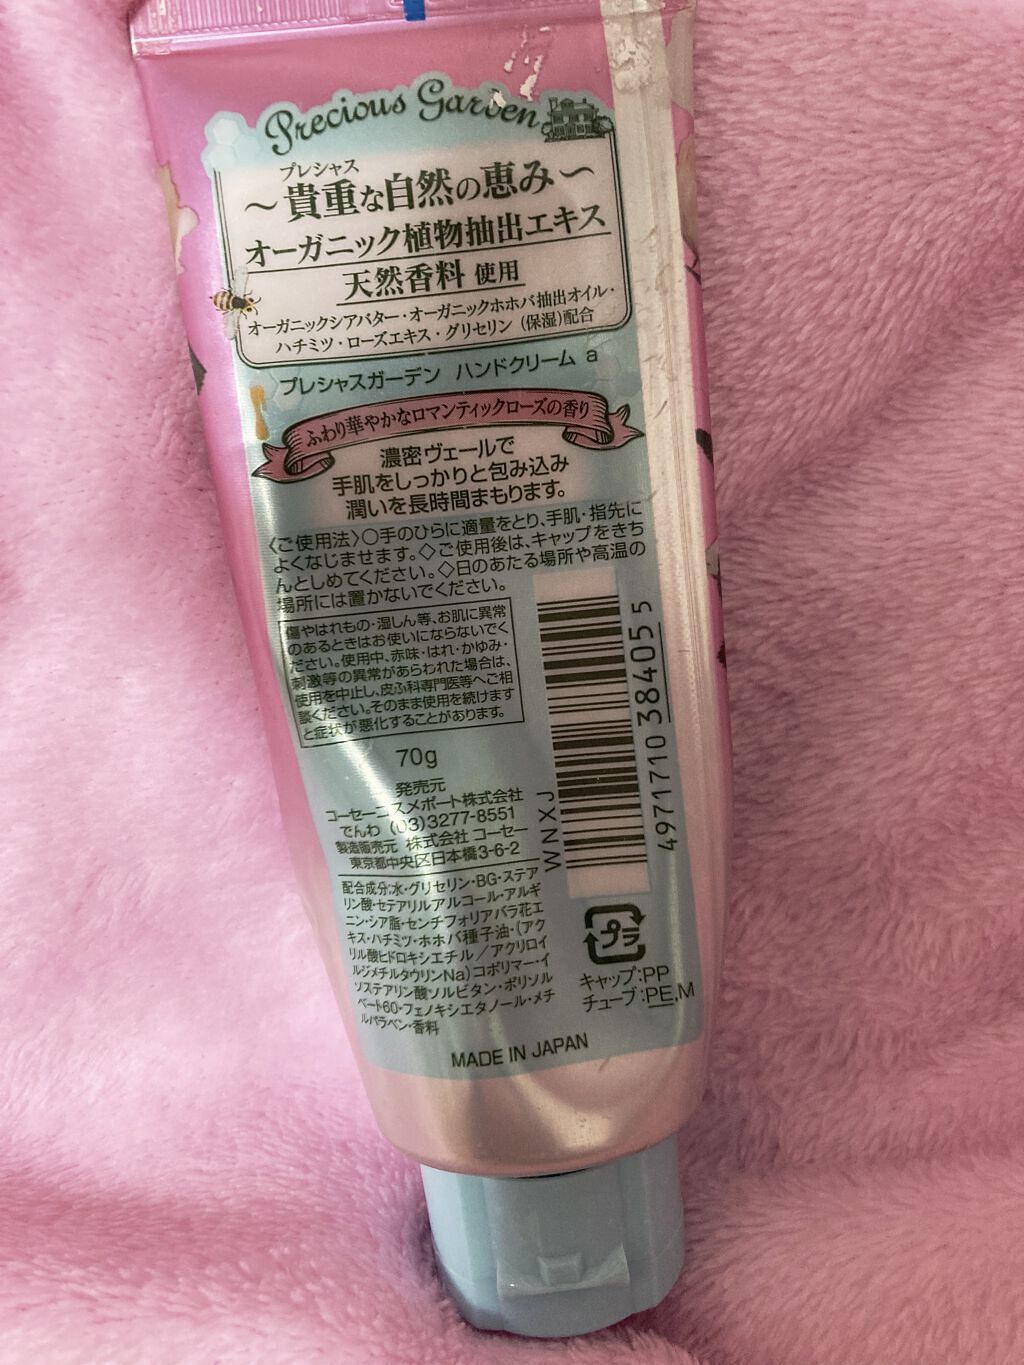 Precious Garden
プレシャス
～貴重な自然の恵み～
オーガニック植物抽出エキス
天然香料 使用
オーガニックシアバター・オーガニックホホバ抽出オイル・
ハチミツ・ローズエキス・グリセリン（保湿）配合
プレシャスガーデン ハンドクリーム a
ふわり華やかなロマンティックローズの香り
濃密ヴェールで
手肌をしっかりと包み込み
潤いを長時間まもります。
〈ご使用法〉○手のひらに適量をとり、手肌・指先に
よくなじませます。◇ご使用後は、キャップをきち
んとしめてください。◇日のあたる場所や高温の
場所には置かないでください。
傷やはれもの・湿しん等、お肌に異常
のあるときはお使いにならないでく
ださい。使用中、赤味・はれ・かゆみ・
刺激等の異常があらわれた場合は、
使用を中止し、皮ふ科専門医等へご相
談ください。そのまま使用を続けます
と症状が悪化することがあります。
70g
発売元
コーセーコスメポート株式会社
でんわ (03)3277-8551
製造販売元 株式会社 コーセー
東京都中央区日本橋3-6-2
配合成分:水・グリセリン・BG・ステア
リン酸・セテアリルアルコール・アルギ
ニン・シア脂・センチフォリアバラ花エ
キス・ハチミツ・ホホバ種子油・(アク
リル酸ヒドロキシエチル／アクリロイ
ルジメチルタウリンNa)コポリマー・イ
ソステアリン酸ソルビタン・ポリソル
ベート60・フェノキシエタノール・メチ
ルパラベン・香料
WNXJ
4971710384055
プラ
キャップ:PP
チューブ:PE,M
MADE IN JAPAN